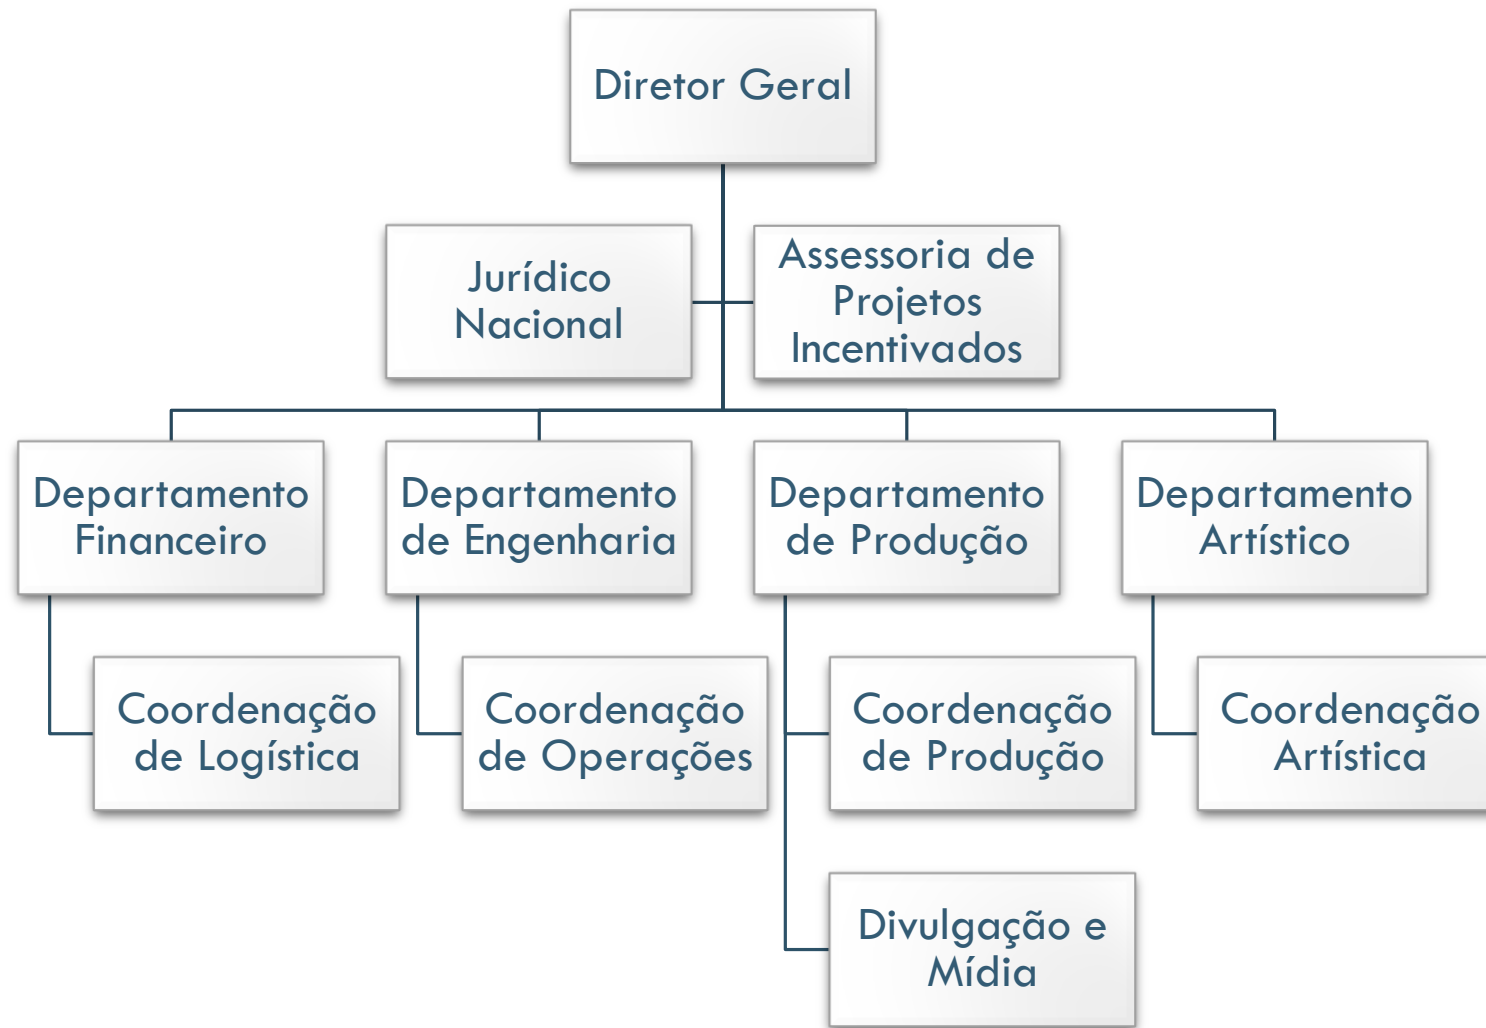 Diretor Geral
Jurídico
Nacional
Assessoria de
Projetos
Incentivados
Departamento
Financeiro
Departamento
de Engenharia
Departamento
de Produção
Departamento
Artístico
Coordenação
de Logística
Coordenação
de Operações
Coordenação
de Produção
Coordenação
Artística
Divulgação e
Mídia